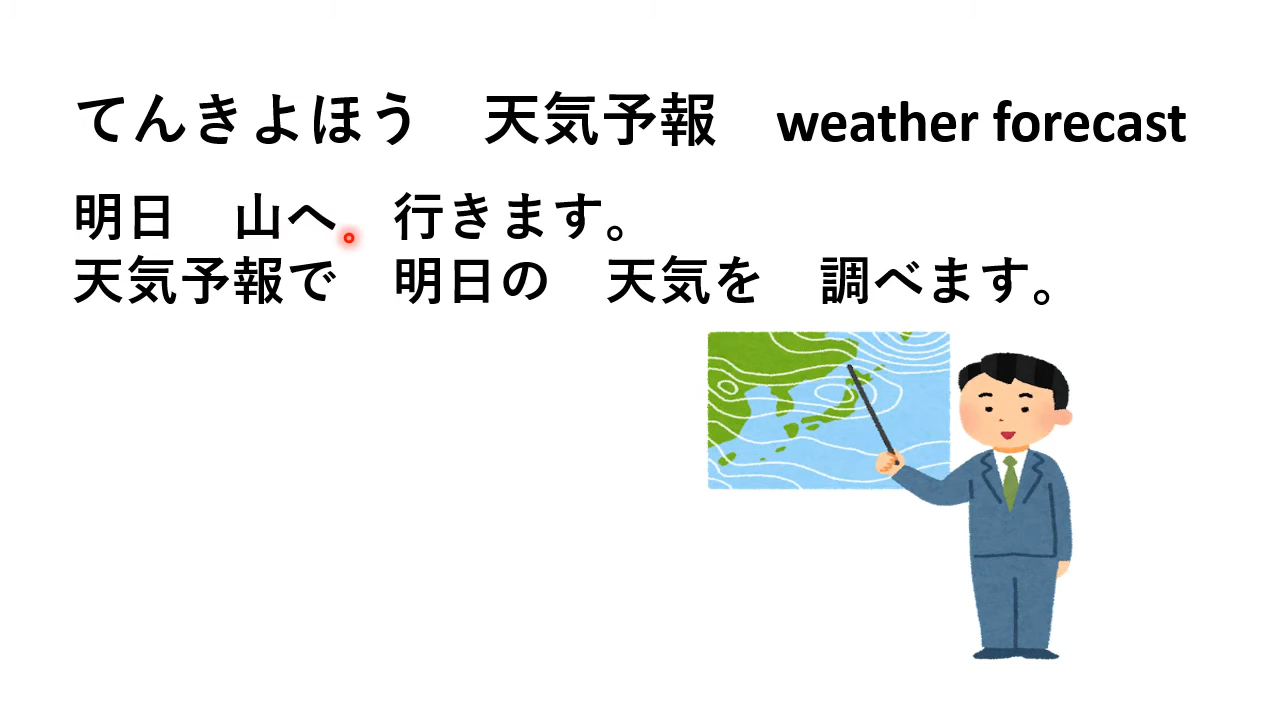 てんきよほう　天気予報　weather forecast
明日　山へ　行きます。
天気予報で　明日の　天気を　調べます。